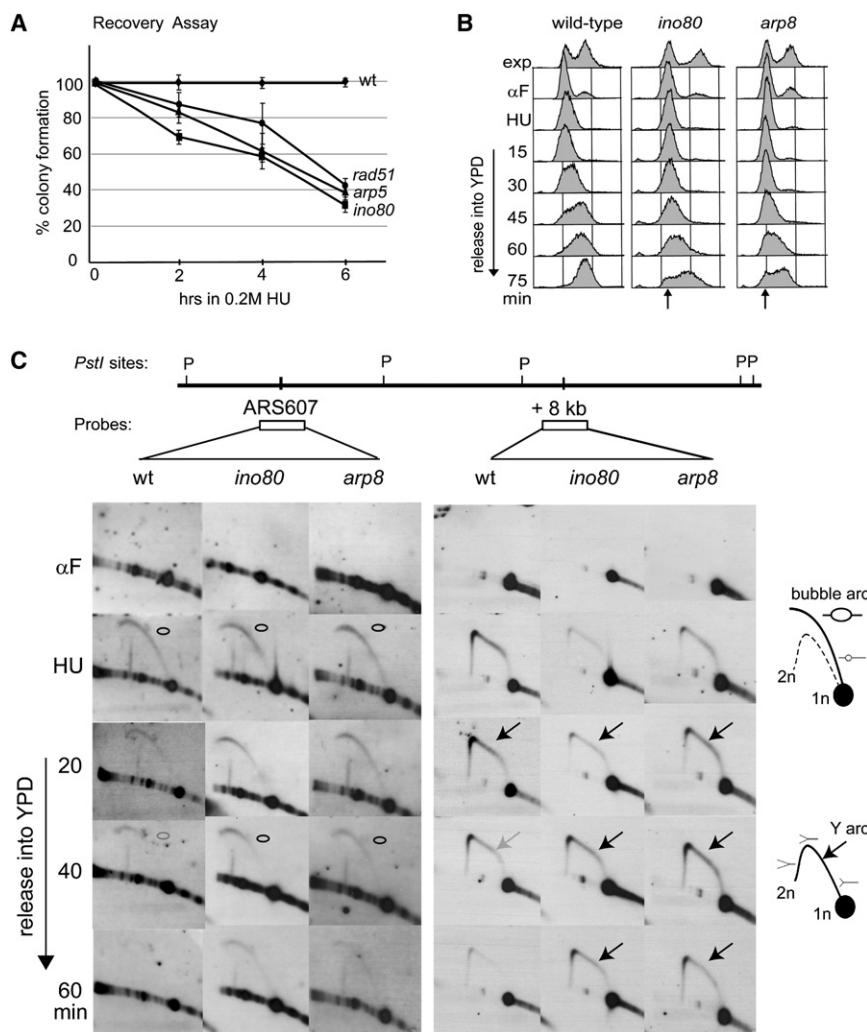 A
Recovery Assay
% colony formation
100
80
60
40
20
0
wt
rad51
arp5
ino80
0 2 4 6
hrs in 0.2M HU
B
wild-type ino80 arp8
exp
αF
HU
15
30
45
60
75
min
release into YPD
C
PstI sites:
P P P PP
ARS607 + 8 kb
Probes:
wt ino80 arp8 wt ino80 arp8
αF
HU
20
40
60
min
release into YPD
bubble arc
2n
1n
Y arc
2n
1n